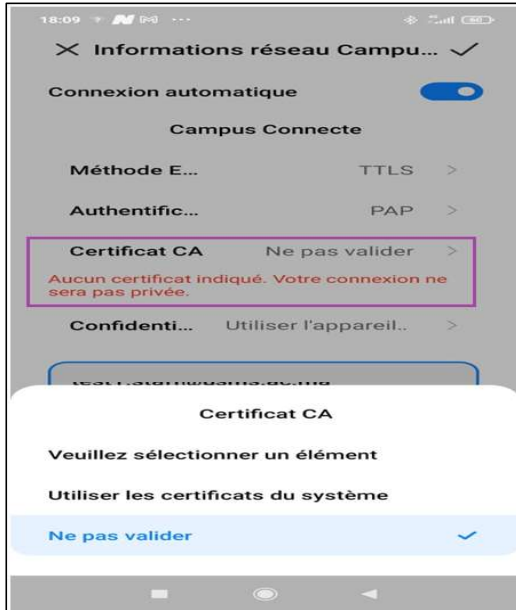 18:09 ...
Informations réseau Campu...
Connexion automatique
Campus Connecte
Méthode E... TTLS >
Authentific... PAP >
Certificat CA Ne pas valider >
Aucun certificat indiqué. Votre connexion ne
sera pas privée.
Confidenti... Utiliser l'appareil.. >
Certificat CA
Veuillez sélectionner un élément
Utiliser les certificats du système
Ne pas valider